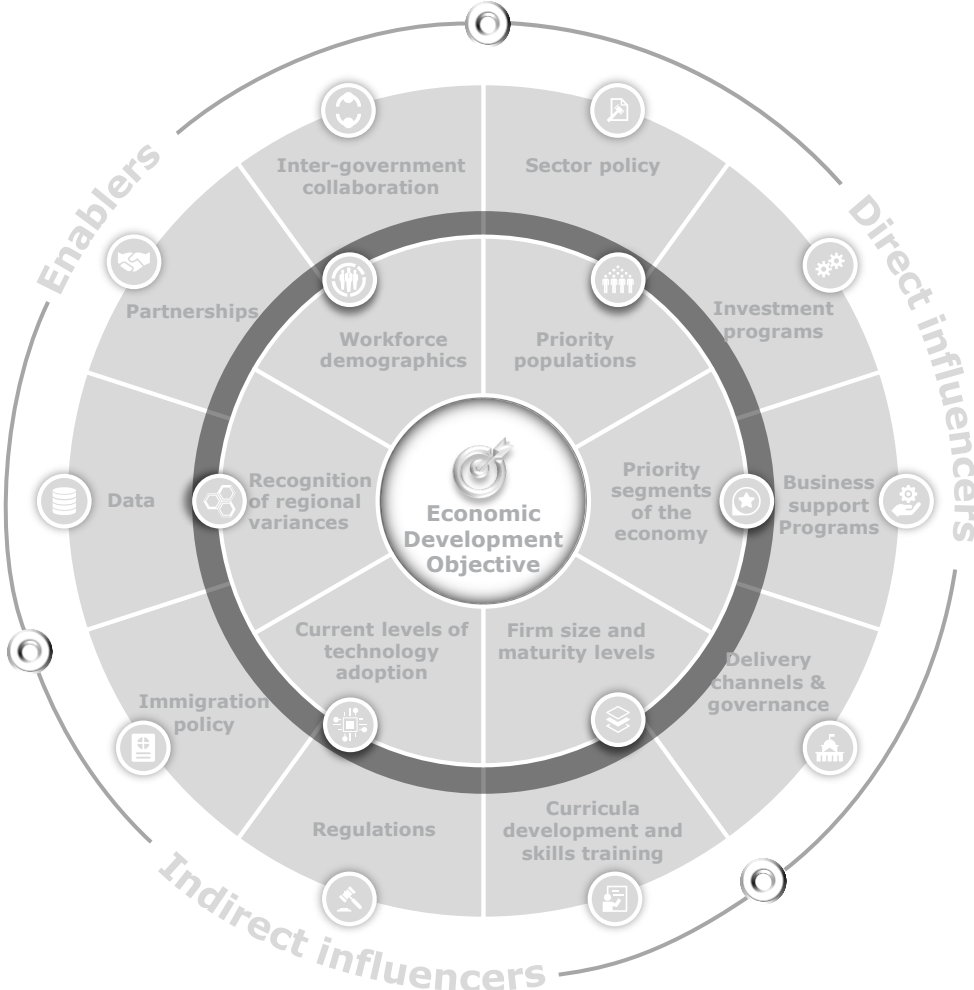 Enablers
Direct influencers
Indirect influencers
Inter-government
collaboration
Sector policy
Partnerships
Investment
programs
Data
Business
support
Programs
Immigration
policy
Delivery
channels &
governance
Regulations
Curricula
development and
skills training
Workforce
demographics
Priority
populations
Recognition
of regional
variances
Priority
segments
of the
economy
Current levels of
technology
adoption
Firm size and
maturity levels
Economic
Development
Objective